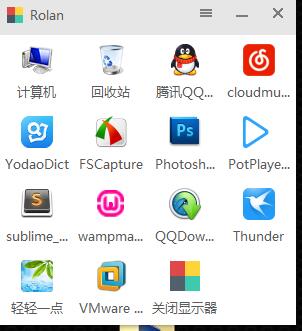 Rolan
计算机 回收站 腾讯QQ... cloudmu...
YodaoDict FSCapture Photosh... PotPlaye...
sublime_... wampma... QQDow... Thunder
轻轻一点 VMware ... 关闭显示器